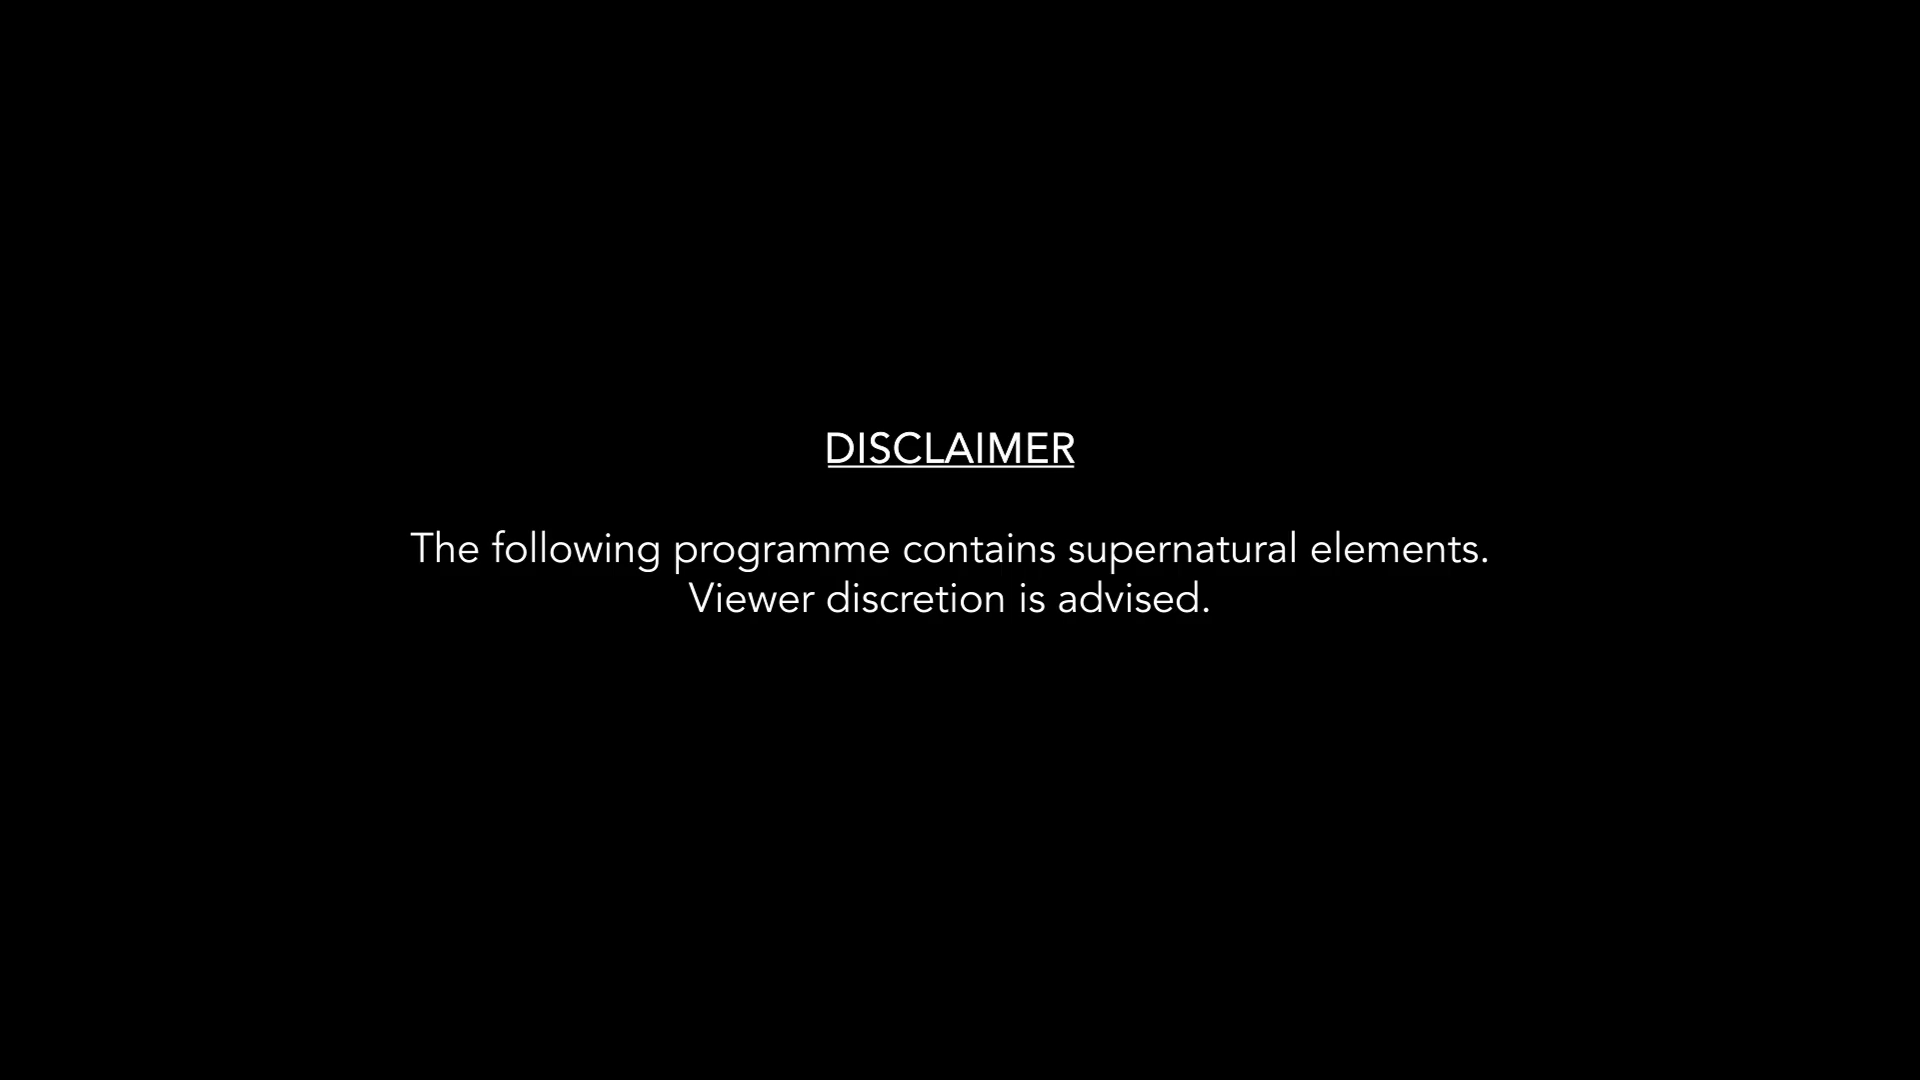 DISCLAIMER
The following programme contains supernatural elements.
Viewer discretion is advised.